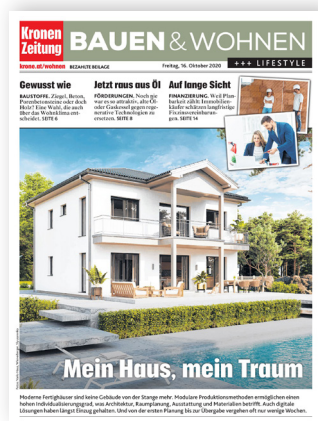 Kronen
Zeitung
BAUEN & WOHNEN
krone.at/wohnen BEZAHLTE BEILAGE
Freitag, 16. Oktober 2020
+++ LIFESTYLE
Gewusst wie
BAUSTOFFE. Ziegel, Beton,
Porenbetonsteine oder doch
Holz? Eine Wahl, die auch
über das Wohnklima ent-
scheidet. SEITE 6
Jetzt raus aus Öl
FÖRDERUNGEN. Noch nie
war es so attraktiv, alte Öl-
oder Gaskessel gegen rege-
nerative Technologien zu
ersetzen. SEITE 8
Auf lange Sicht
FINANZIERUNG. Weil Plan-
barkeit zählt: Immobilien-
käufer schätzen langfristige
Fixzinsvereinbarun-
gen. SEITE 14
Mein Haus, mein Traum
Moderne Fertighäuser sind keine Gebäude von der Stange mehr. Modulare Produktionsmethoden ermöglichen einen
hohen Individualisierungsgrad, was Architektur, Raumplanung, Ausstattung und Materialien betrifft. Auch digitale
Lösungen haben längst Einzug gehalten. Und von der ersten Planung bis zur Übergabe vergehen oft nur wenige Wochen.